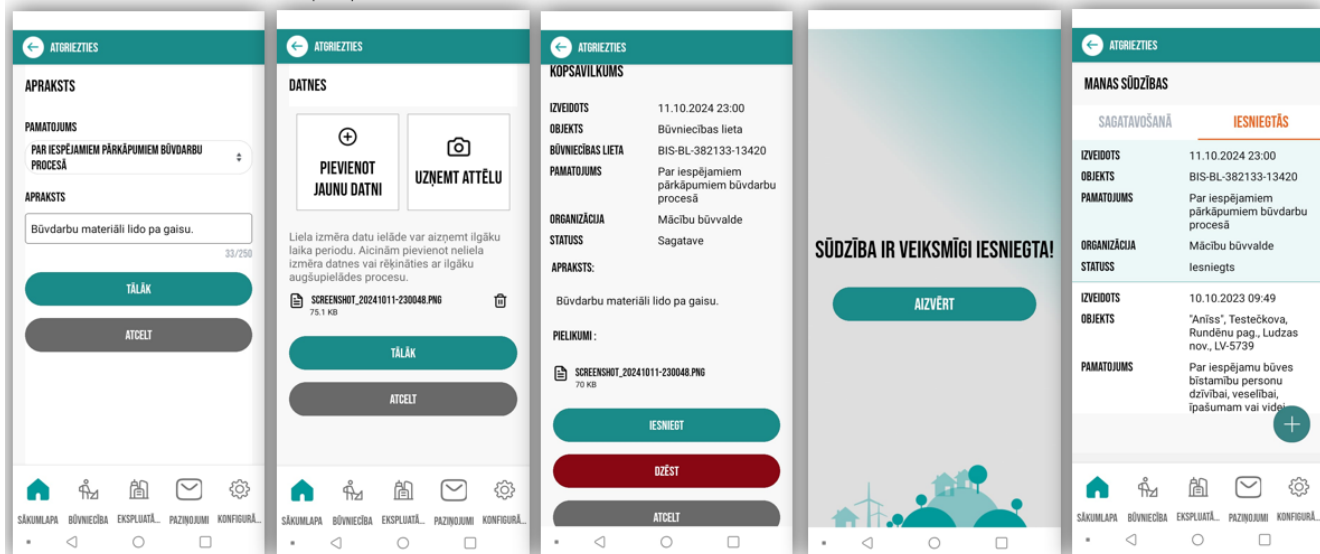 ATGRIEZTIES
APRAKSTS
PAMATOJUMS
PAR IESPĒJAMIEM PĀRKĀPUMIEM BŪVDARBU
PROCESĀ
APRAKSTS
Būvdarbu materiāli lido pa gaisu.
33/250
TĀLĀK
ATCELT
SĀKUMLAPA BŪVNIECĪBA EKSPLUATĀ... PAZIŅOJUMI KONFIGURĀ...
ATGRIEZTIES
DATNES
PIEVIENOT
JAUNU DATNI
UZŅEMT ATTĒLU
Liela izmēra datu ielāde var aizņemt ilgāku
laika periodu. Aicinām pievienot neliela
izmēra datnes vai rēķināties ar ilgāku
augšupielādes procesu.
SCREENSHOT_20241011-230048.PNG
75.1 KB
TĀLĀK
ATCELT
SĀKUMLAPA BŪVNIECĪBA EKSPLUATĀ... PAZIŅOJUMI KONFIGURĀ...
ATGRIEZTIES
KOPSAVILKUMS
IZVEIDOTS 11.10.2024 23:00
OBJEKTS Būvniecības lieta
BŪVNIECĪBAS LIETA BIS-BL-382133-13420
PAMATOJUMS Par iespējamiem
pārkāpumiem būvdarbu
procesā
ORGANIZĀCIJA Mācību būvvalde
STATUSS Sagatave
APRAKSTS:
Būvdarbu materiāli lido pa gaisu.
PIELIKUMI :
SCREENSHOT_20241011-230048.PNG
70 KB
IESNIEGT
DZĒST
ATCELT
SĀKUMLAPA BŪVNIECĪBA EKSPLUATĀ... PAZIŅOJUMI KONFIGURĀ...
SŪDZĪBA IR VEIKSMĪGI IESNIEGTA!
AIZVĒRT
ATGRIEZTIES
MANAS SŪDZĪBAS
SAGATAVOŠANĀ IESNIEGTĀS
IZVEIDOTS 11.10.2024 23:00
OBJEKTS BIS-BL-382133-13420
PAMATOJUMS Par iespējamiem
pārkāpumiem būvdarbu
procesā
ORGANIZĀCIJA Mācību būvvalde
STATUSS Iesniegts
IZVEIDOTS 10.10.2023 09:49
OBJEKTS "Anīss", Testečkova,
Rundēnu pag., Ludzas
nov., LV-5739
PAMATOJUMS Par iespējamu būves
bīstamību personu
dzīvībai, veselībai,
īpašumam vai videi
SĀKUMLAPA BŪVNIECĪBA EKSPLUATĀ... PAZIŅOJUMI KONFIGURĀ...